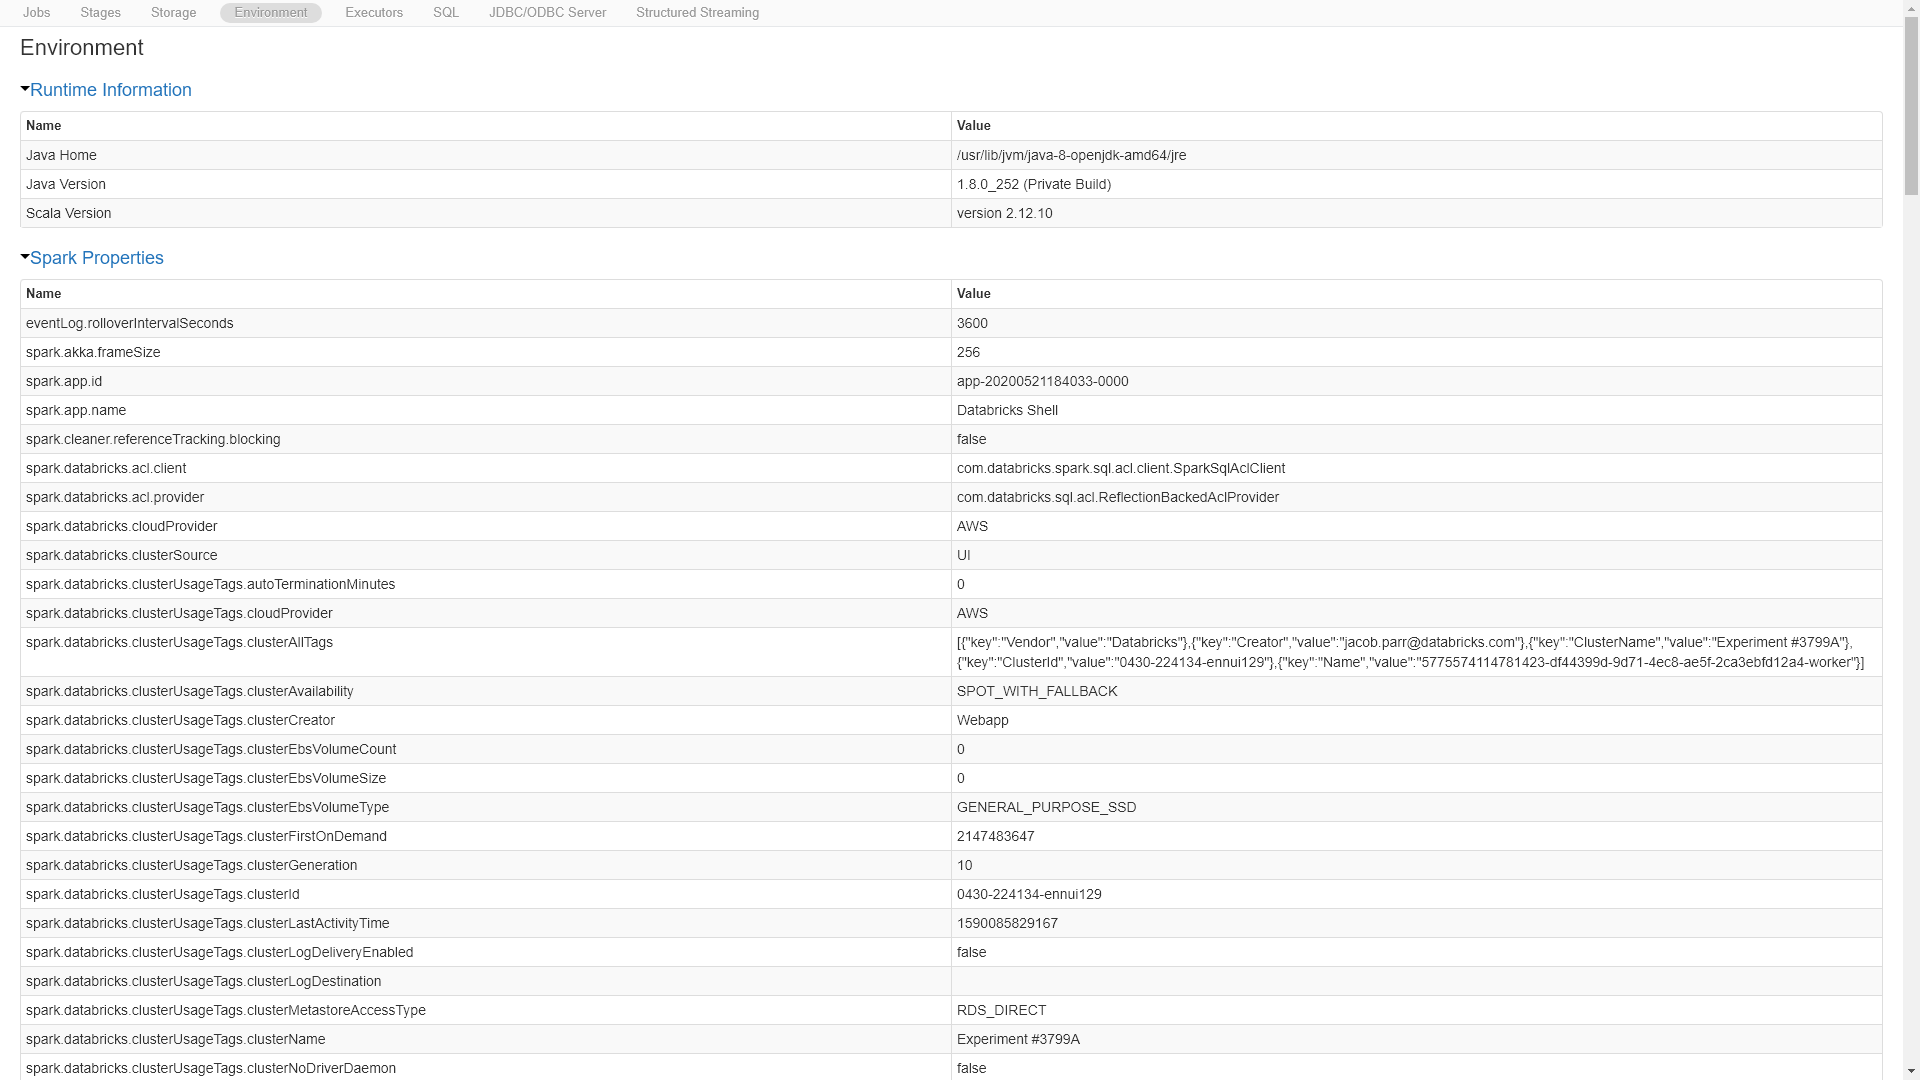 Jobs Stages Storage Environment Executors SQL JDBC/ODBC Server Structured Streaming
Environment
Runtime Information
Name Value
Java Home /usr/lib/jvm/java-8-openjdk-amd64/jre
Java Version 1.8.0_252 (Private Build)
Scala Version version 2.12.10
Spark Properties
Name Value
eventLog.rolloverIntervalSeconds 3600
spark.akka.frameSize 256
spark.app.id app-20200521184033-0000
spark.app.name Databricks Shell
spark.cleaner.referenceTracking.blocking false
spark.databricks.acl.client com.databricks.spark.sql.acl.client.SparkSqlAclClient
spark.databricks.acl.provider com.databricks.sql.acl.ReflectionBackedAclProvider
spark.databricks.cloudProvider AWS
spark.databricks.clusterSource UI
spark.databricks.clusterUsageTags.autoTerminationMinutes 0
spark.databricks.clusterUsageTags.cloudProvider AWS
spark.databricks.clusterUsageTags.clusterAllTags [{"key":"Vendor","value":"Databricks"},{"key":"Creator","value":"jacob.parr@databricks.com"},{"key":"ClusterName","value":"Experiment #3799A"},
{"key":"ClusterId","value":"0430-224134-ennui129"},{"key":"Name","value":"5775574114781423-df44399d-9d71-4ec8-ae5f-2ca3ebfd12a4-worker"}]
spark.databricks.clusterUsageTags.clusterAvailability SPOT_WITH_FALLBACK
spark.databricks.clusterUsageTags.clusterCreator Webapp
spark.databricks.clusterUsageTags.clusterEbsVolumeCount 0
spark.databricks.clusterUsageTags.clusterEbsVolumeSize 0
spark.databricks.clusterUsageTags.clusterEbsVolumeType GENERAL_PURPOSE_SSD
spark.databricks.clusterUsageTags.clusterFirstOnDemand 2147483647
spark.databricks.clusterUsageTags.clusterGeneration 10
spark.databricks.clusterUsageTags.clusterId 0430-224134-ennui129
spark.databricks.clusterUsageTags.clusterLastActivityTime 1590085829167
spark.databricks.clusterUsageTags.clusterLogDeliveryEnabled false
spark.databricks.clusterUsageTags.clusterLogDestination
spark.databricks.clusterUsageTags.clusterMetastoreAccessType RDS_DIRECT
spark.databricks.clusterUsageTags.clusterName Experiment #3799A
spark.databricks.clusterUsageTags.clusterNoDriverDaemon false